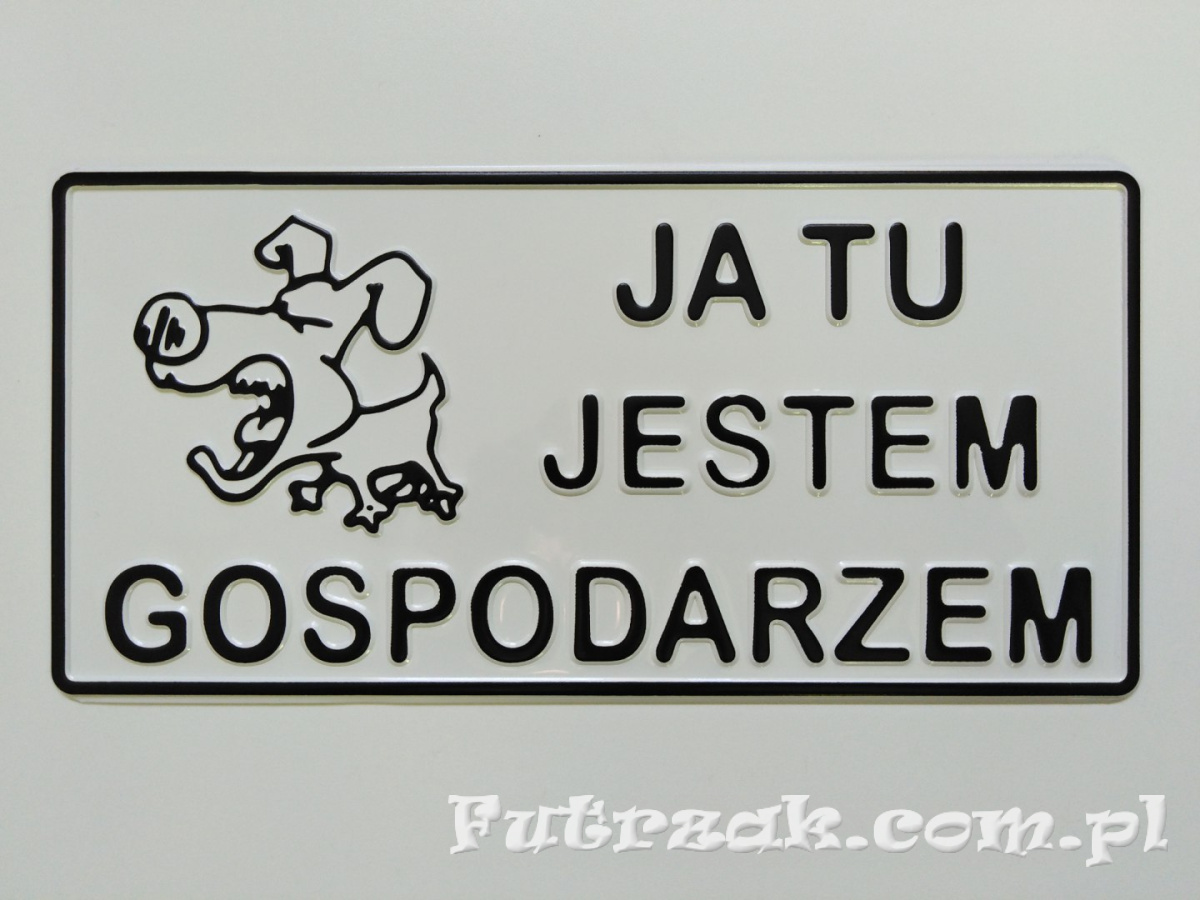 JA TU
JESTEM
GOSPODARZEM
Futrzak.com.pl